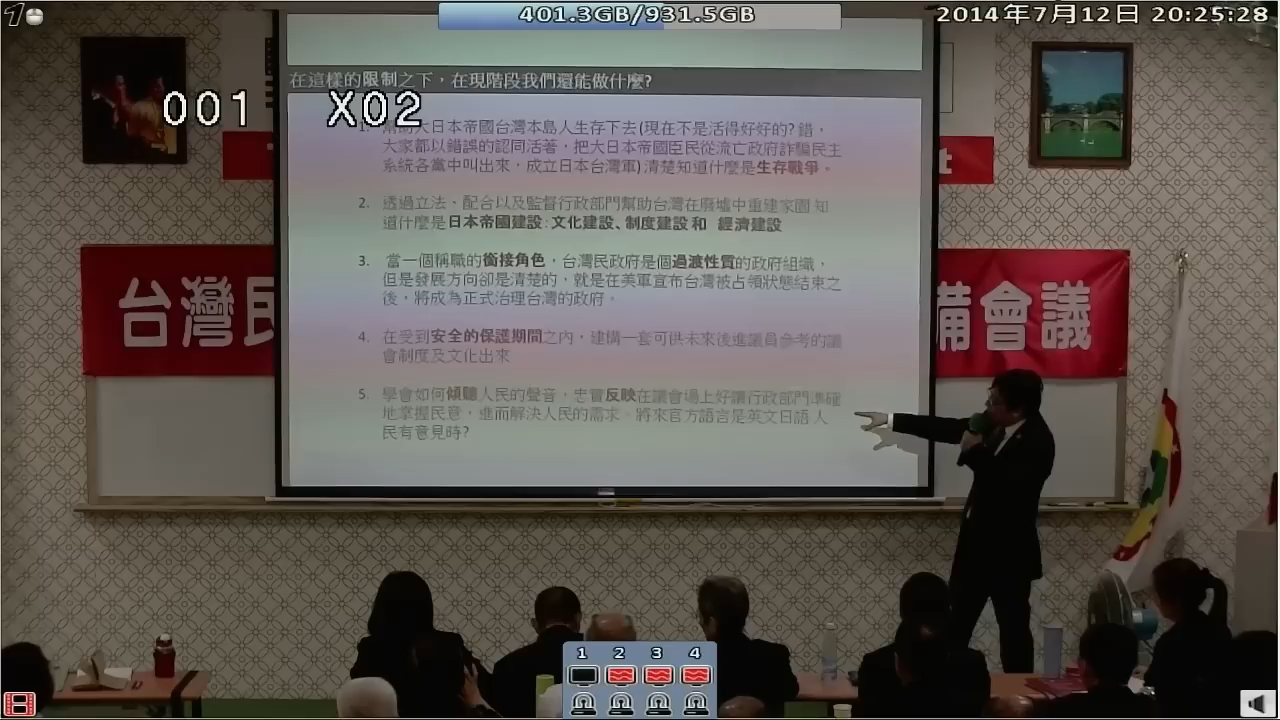 1
401.3GB/931.5GB
2014年7月12日 20:25:28
001 X02
在這樣的限制之下，在現階段我們還能做什麼?
1. 幫助大日本帝國台灣本島人生存下去(現在不是活得好好的? 錯，
大家都以錯誤的認同活著，把大日本帝國臣民從流亡政府詐騙民主
系統各黨中叫出來，成立日本台灣軍) 清楚知道什麼是生存戰爭。
2. 透過立法、配合以及監督行政部門幫助台灣在廢墟中重建家園 知
道什麼是日本帝國建設: 文化建設、制度建設 和 經濟建設
3. 當一個稱職的銜接角色，台灣民政府是個過渡性質的政府組織，
但是發展方向卻是清楚的，就是在美軍宣布台灣被占領狀態結束之
後，將成為正式治理台灣的政府。
4. 在受到安全的保護期間之內，建構一套可供未來後進議員參考的議
會制度及文化出來
5. 學會如何傾聽人民的聲音，忠實反映在議會場上好讓行政部門準確
地掌握民意，進而解決人民的需求。將來官方語言是英文日語 人
民有意見時?
t
台灣民
備會議
1 2 3 4